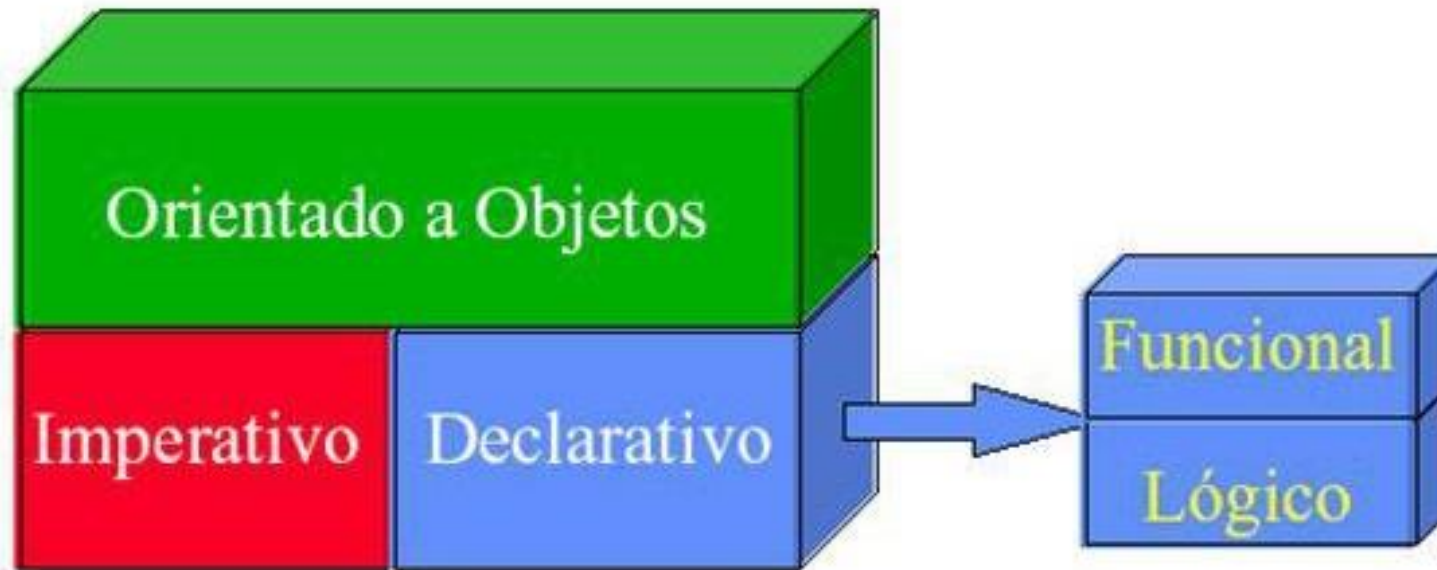 Orientado a Objetos
Imperativo
Declarativo
Funcional
Lógico